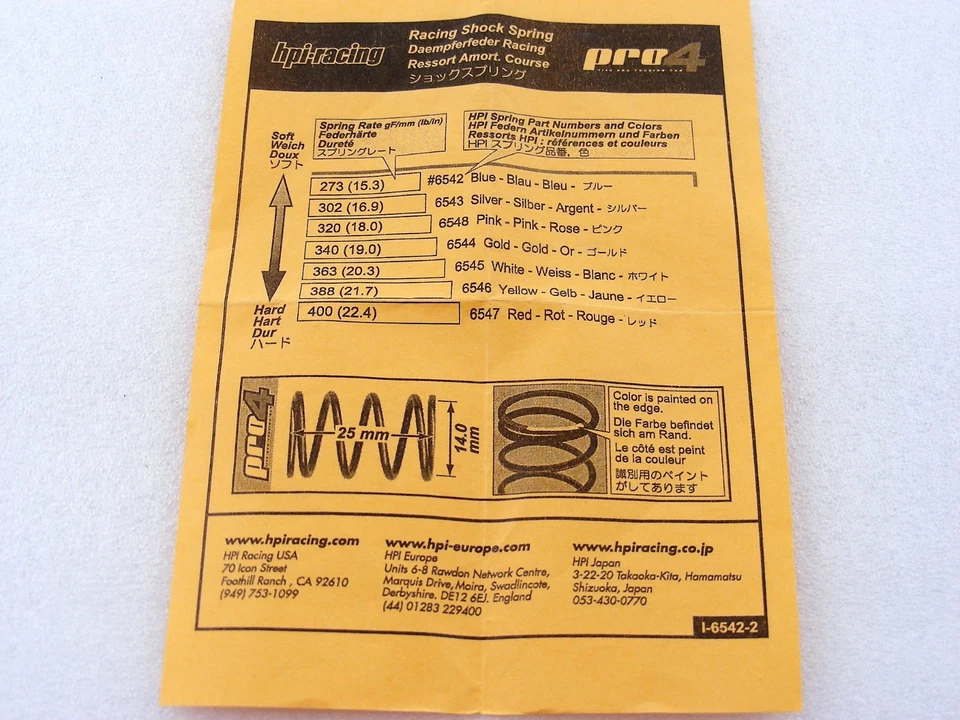 hpi-racing
Racing Shock Spring
Daempferfeder Racing
Ressort Amort. Course
ショックスプリング
pro4
Soft
Weich
Doux
ソフト
Spring Rate gF/mm (lb/in)
Federhärte
Dureté
スプリングレート
HPI Spring Part Numbers and Colors
HPI Federn Artikelnummern und Farben
Ressorts HPI : références et couleurs
HPI スプリング品番、色
273 (15.3) #6542 Blue - Blau - Bleu - ブルー
302 (16.9) 6543 Silver - Silber - Argent - シルバー
320 (18.0) 6548 Pink - Pink - Rose - ピンク
340 (19.0) 6544 Gold - Gold - Or - ゴールド
363 (20.3) 6545 White - Weiss - Blanc - ホワイト
388 (21.7) 6546 Yellow - Gelb - Jaune - イエロー
400 (22.4) 6547 Red - Rot - Rouge - レッド
Hard
Hart
Dur
ハード
pro4
25 mm
14.0
mm
Color is painted on
the edge.
Die Farbe befindet
sich am Rand.
Le côté est peint
de la couleur
識別用のペイント
がしてあります
www.hpiracing.com
HPI Racing USA
70 Icon Street
Foothill Ranch , CA 92610
(949) 753-1099
www.hpi-europe.com
HPI Europe
Units 6-8 Rawdon Network Centre,
Marquis Drive, Moira, Swadlincote,
Derbyshire. DE12 6EJ. England
(44) 01283 229400
www.hpiracing.co.jp
HPI Japan
3-22-20 Takaoka-Kita, Hamamatsu
Shizuoka, Japan
053-430-0770
I-6542-2